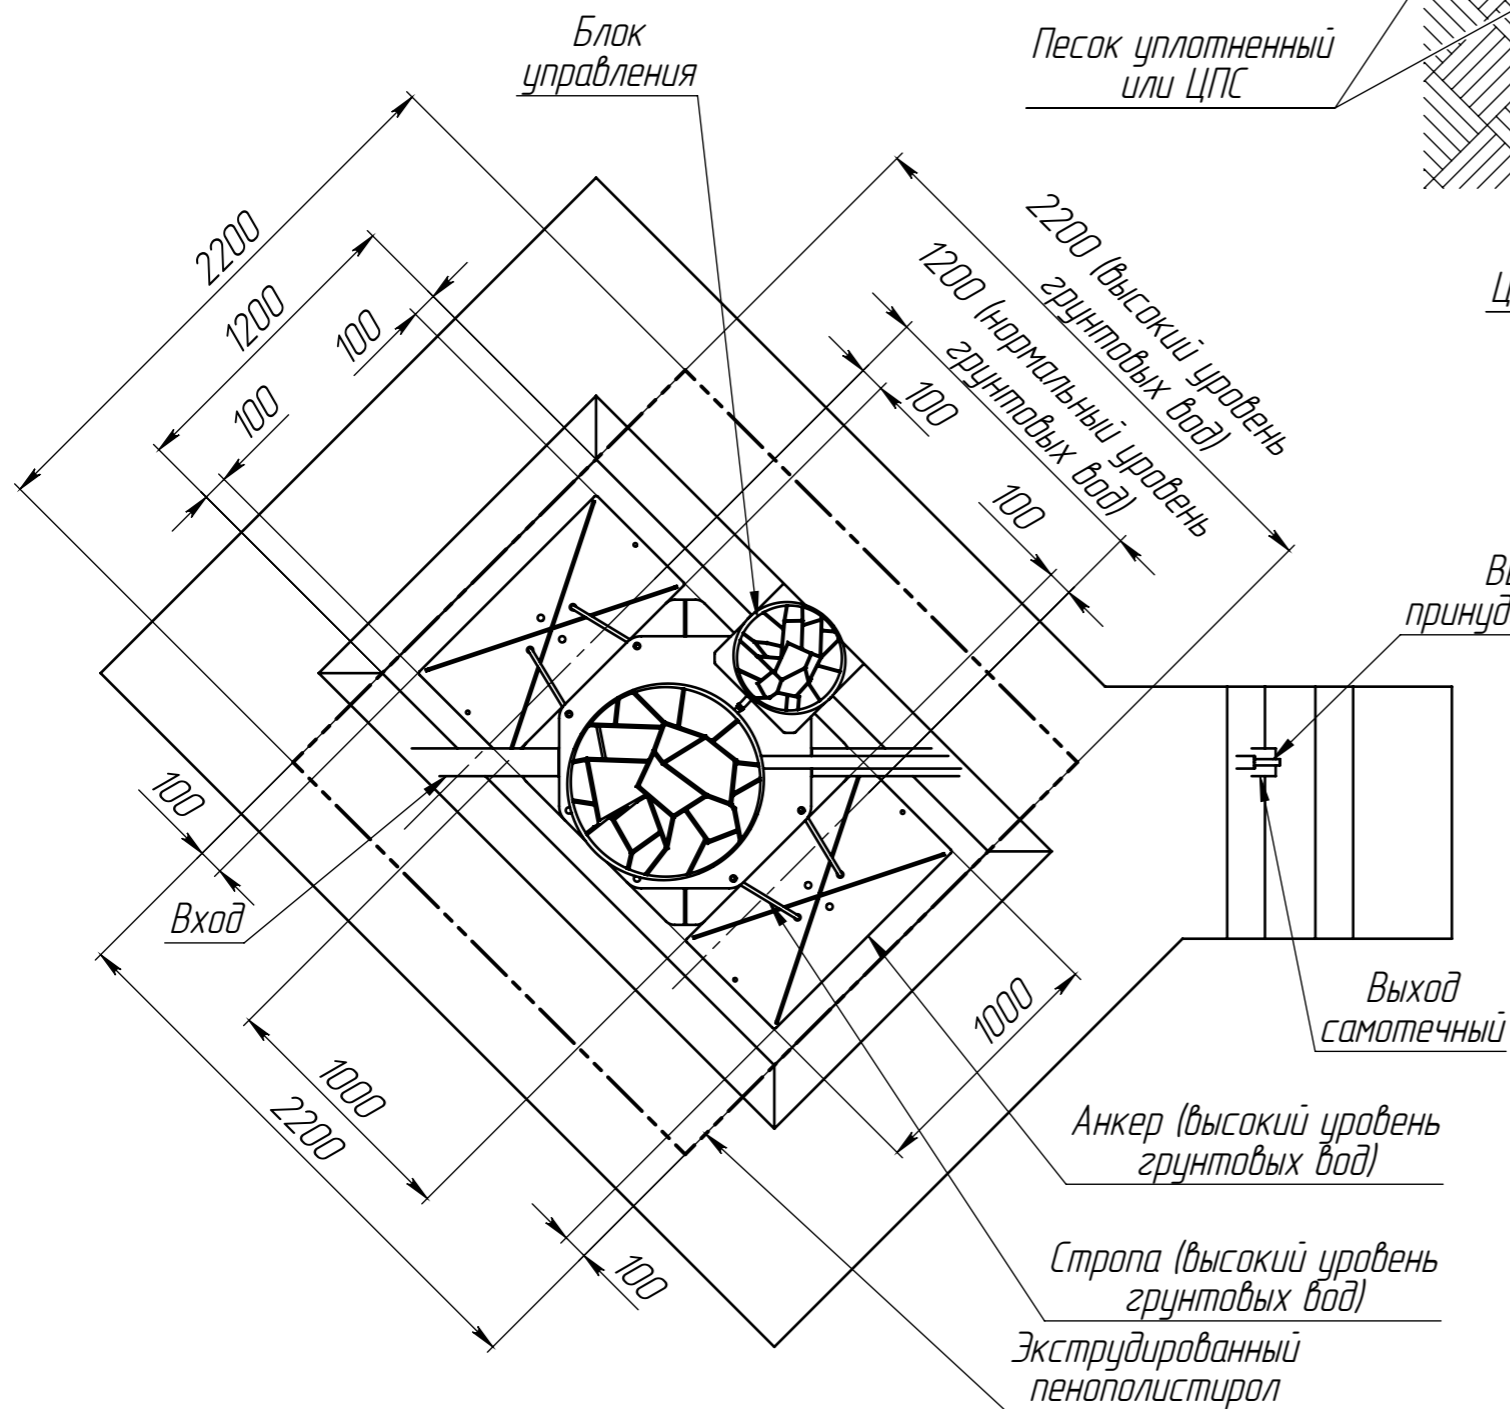 Блок
управления
Песок уплотненный
или ЦПС
2200
1200
100
100
2200 (высокий уровень
грунтовых вод)
1200 (нормальный уровень
грунтовых вод)
100
100
100
Вход
1000
2200
100
1000
Выход
самотечный
Анкер (высокий уровень
грунтовых вод)
Стропа (высокий уровень
грунтовых вод)
Экструдированный
пенополистирол